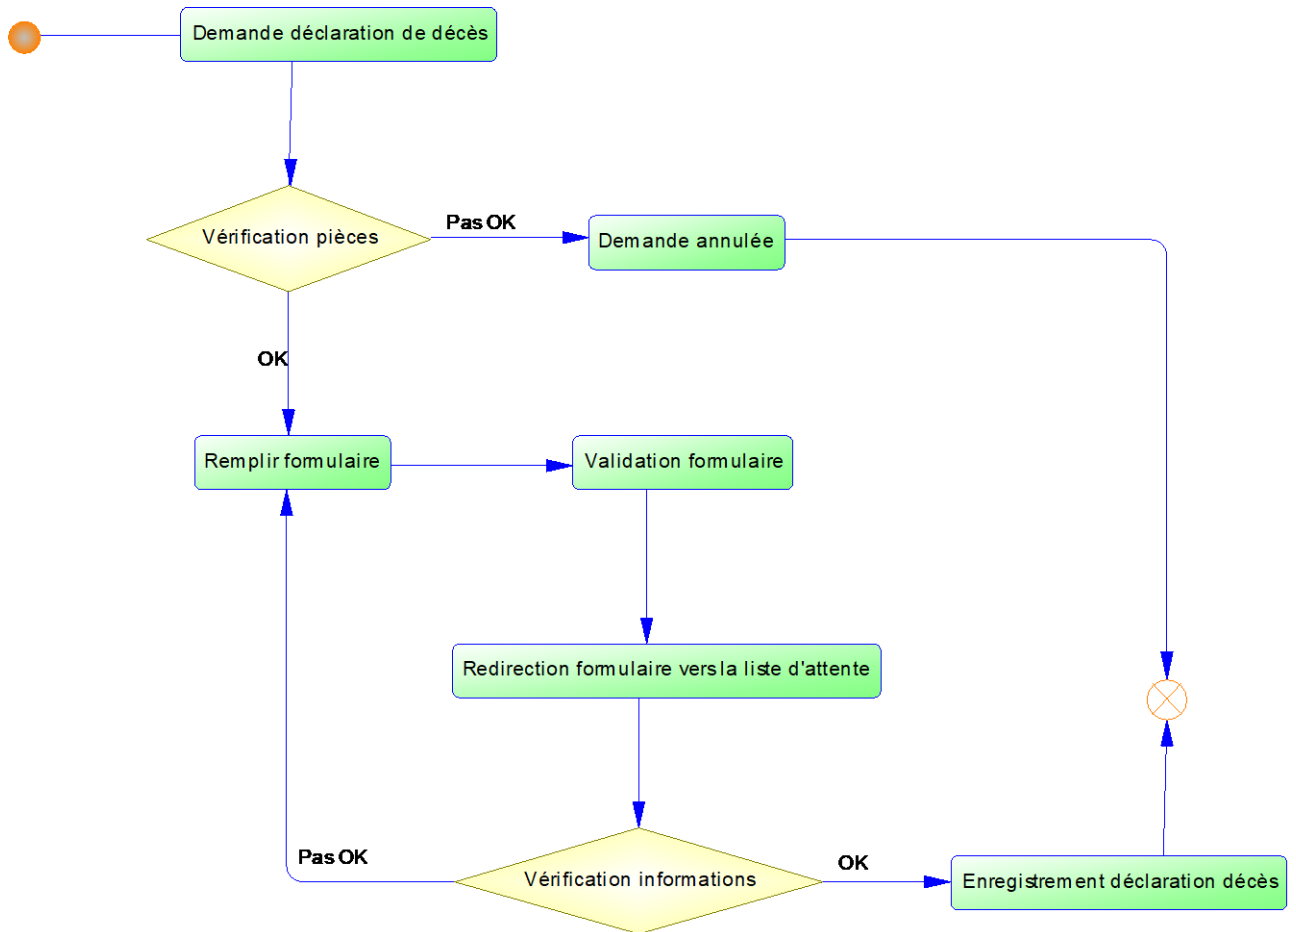 Demande déclaration de décès
Vérification pièces
Pas OK
Demande annulée
OK
Remplir formulaire
Validation formulaire
Redirection formulaire vers la liste d'attente
Pas OK
Vérification informations
OK
Enregistrement déclaration décès